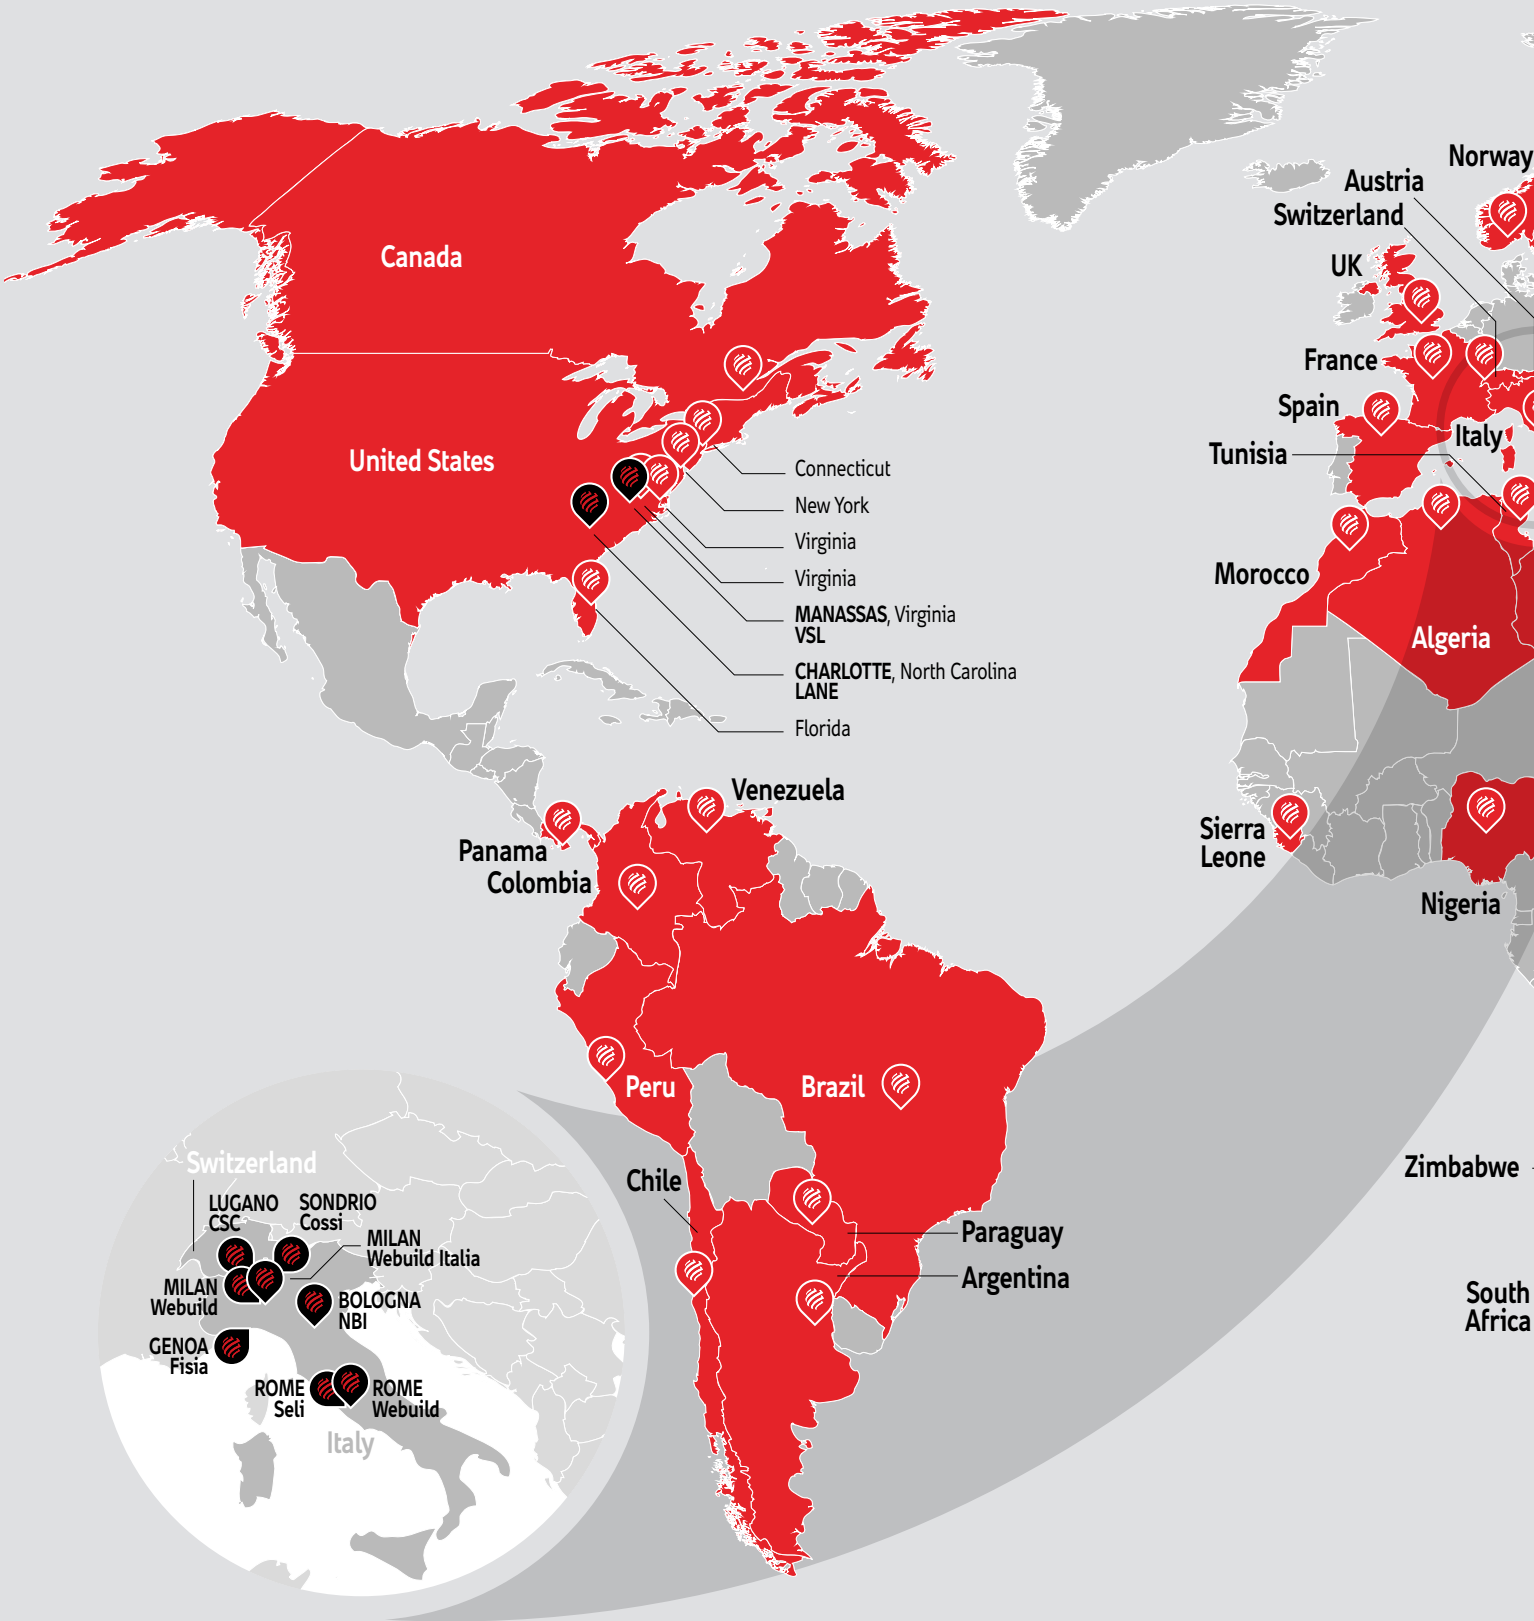 Norway
Austria
Switzerland
UK
Canada
France
Spain
Italy
Tunisia
United States
Connecticut
New York
Virginia
Virginia
MANASSAS, Virginia
VSL
CHARLOTTE, North Carolina
LANE
Florida
Morocco
Algeria
Venezuela
Panama
Colombia
Sierra
Leone
Nigeria
Peru
Brazil
Chile
Paraguay
Argentina
Zimbabwe
South
Africa
Switzerland
LUGANO
CSC
SONDRIO
Cossi
MILAN
Webuild Italia
MILAN
Webuild
BOLOGNA
NBI
GENOA
Fisia
ROME
Seli
ROME
Webuild
Italy